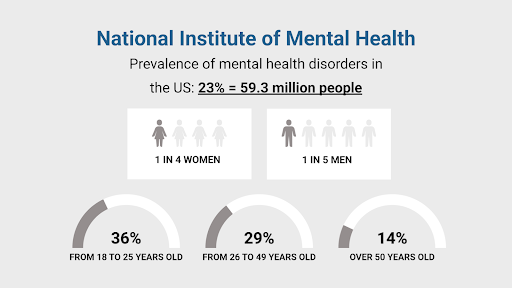 National Institute of Mental Health
Prevalence of mental health disorders in
the US: 23% = 59.3 million people
1 IN 4 WOMEN
1 IN 5 MEN
36%
FROM 18 TO 25 YEARS OLD
29%
FROM 26 TO 49 YEARS OLD
14%
OVER 50 YEARS OLD